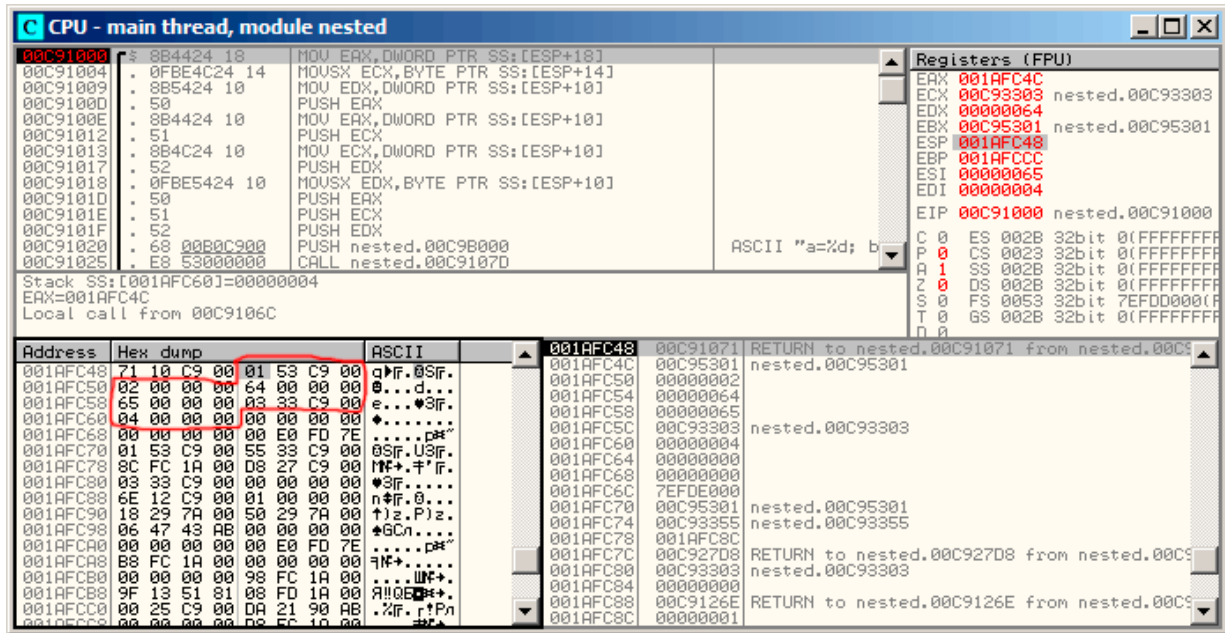 CPU - main thread, module nested
00C91000 $ 8B4424 18 MOV EAX,DWORD PTR SS:[ESP+18]
00C91004 . 0FBE4C24 14 MOVSX ECX,BYTE PTR SS:[ESP+14]
00C91009 . 8B5424 10 MOV EDX,DWORD PTR SS:[ESP+10]
00C9100D . 50 PUSH EAX
00C9100E . 8B4424 10 MOV EAX,DWORD PTR SS:[ESP+10]
00C91012 . 51 PUSH ECX
00C91013 . 8B4C24 10 MOV ECX,DWORD PTR SS:[ESP+10]
00C91017 . 52 PUSH EDX
00C91018 . 0FBE5424 10 MOVSX EDX,BYTE PTR SS:[ESP+10]
00C9101D . 50 PUSH EAX
00C9101E . 51 PUSH ECX
00C9101F . 52 PUSH EDX
00C91020 . 68 00B0C900 PUSH nested.00C9B000 ASCII "a=%d; b
00C91025 . E8 53000000 CALL nested.00C9107D
Registers (FPU)
EAX 001AFC4C
ECX 00C93303 nested.00C93303
EDX 00000064
EBX 00C95301 nested.00C95301
ESP 001AFC48
EBP 001AFCCC
ESI 00000065
EDI 00000004
EIP 00C91000 nested.00C91000
C 0 ES 002B 32bit 0(FFFFFFFF
P 0 CS 0023 32bit 0(FFFFFFFF
A 1 SS 002B 32bit 0(FFFFFFFF
Z 0 DS 002B 32bit 0(FFFFFFFF
S 0 FS 0053 32bit 7EFDD000(F
T 0 GS 002B 32bit 0(FFFFFFFF
D 0
Stack SS:[001AFC60]=00000004
EAX=001AFC4C
Local call from 00C9106C
Address Hex dump ASCII
001AFC48 71 10 C9 00 01 53 C9 00
001AFC50 02 00 00 00 64 00 00 00
001AFC58 65 00 00 00 03 33 C9 00
001AFC60 04 00 00 00 00 00 00 00
001AFC68 00 00 00 00 00 E0 FD 7E
001AFC70 01 53 C9 00 55 33 C9 00
001AFC78 8C FC 1A 00 D8 27 C9 00
001AFC80 03 33 C9 00 00 00 00 00
001AFC88 6E 12 C9 00 01 00 00 00
001AFC90 18 29 7A 00 50 29 7A 00
001AFC98 06 47 43 AB 00 00 00 00
001AFCA0 00 00 00 00 00 E0 FD 7E
001AFCA8 B8 FC 1A 00 00 00 00 00
001AFCB0 00 00 00 00 98 FC 1A 00
001AFCB8 9F 13 51 81 08 FD 1A 00
001AFCC0 00 25 C9 00 DA 21 90 AB
001AFC48 00C91071 RETURN to nested.00C91071 from nested.00C9
001AFC4C 00C95301 nested.00C95301
001AFC50 00000002
001AFC54 00000064
001AFC58 00000065
001AFC5C 00C93303 nested.00C93303
001AFC60 00000004
001AFC64 00000000
001AFC68 00000000
001AFC6C 7EFDE000
001AFC70 00C95301 nested.00C95301
001AFC74 00C93355 nested.00C93355
001AFC78 001AFC8C
001AFC7C 00C927D8 RETURN to nested.00C927D8 from nested.00C9
001AFC80 00C93303 nested.00C93303
001AFC84 00000000
001AFC88 00C9126E RETURN to nested.00C9126E from nested.00C9
001AFC8C 00000001